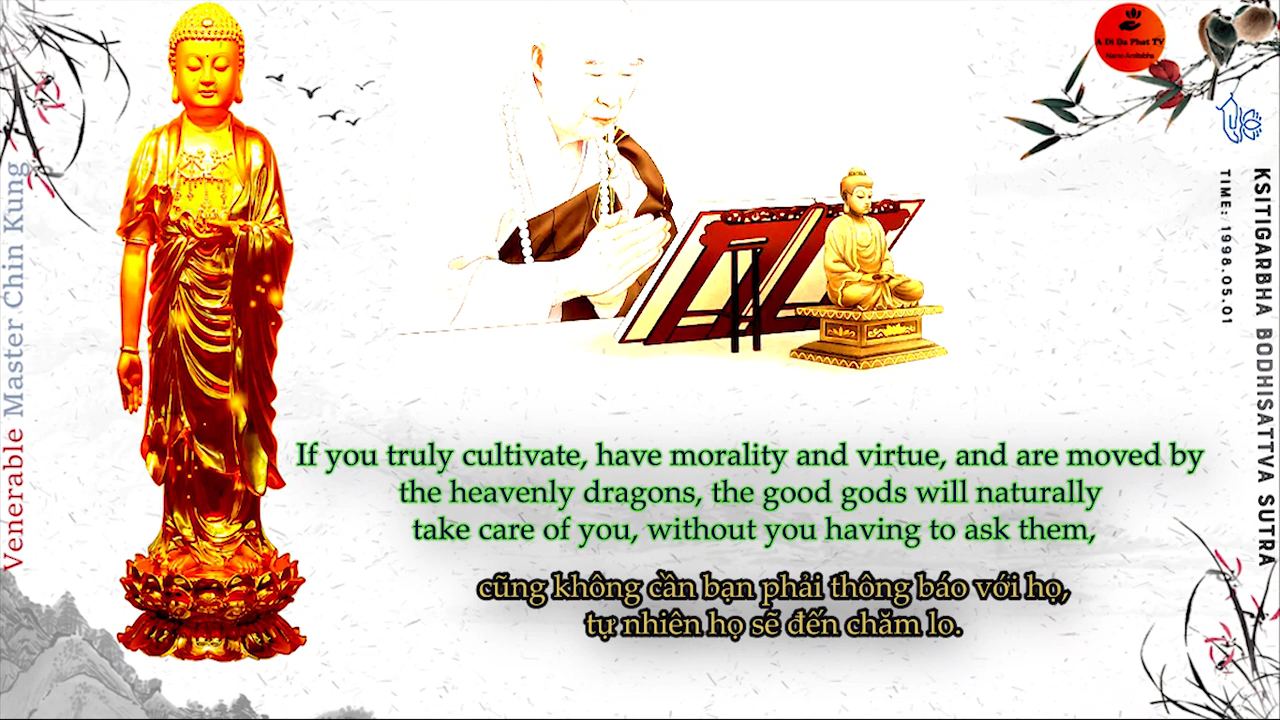 A Di Da Phat TV
Namo Amitabha
Venerable Master Chin Kung
KSITIGARBHA BODHISATTVA SUTRA
TIME: 1998.05.01
If you truly cultivate, have morality and virtue, and are moved by
the heavenly dragons, the good gods will naturally
take care of you, without you having to ask them,
cũng không cần bạn phải thông báo với họ,
tự nhiên họ sẽ đến chăm lo.